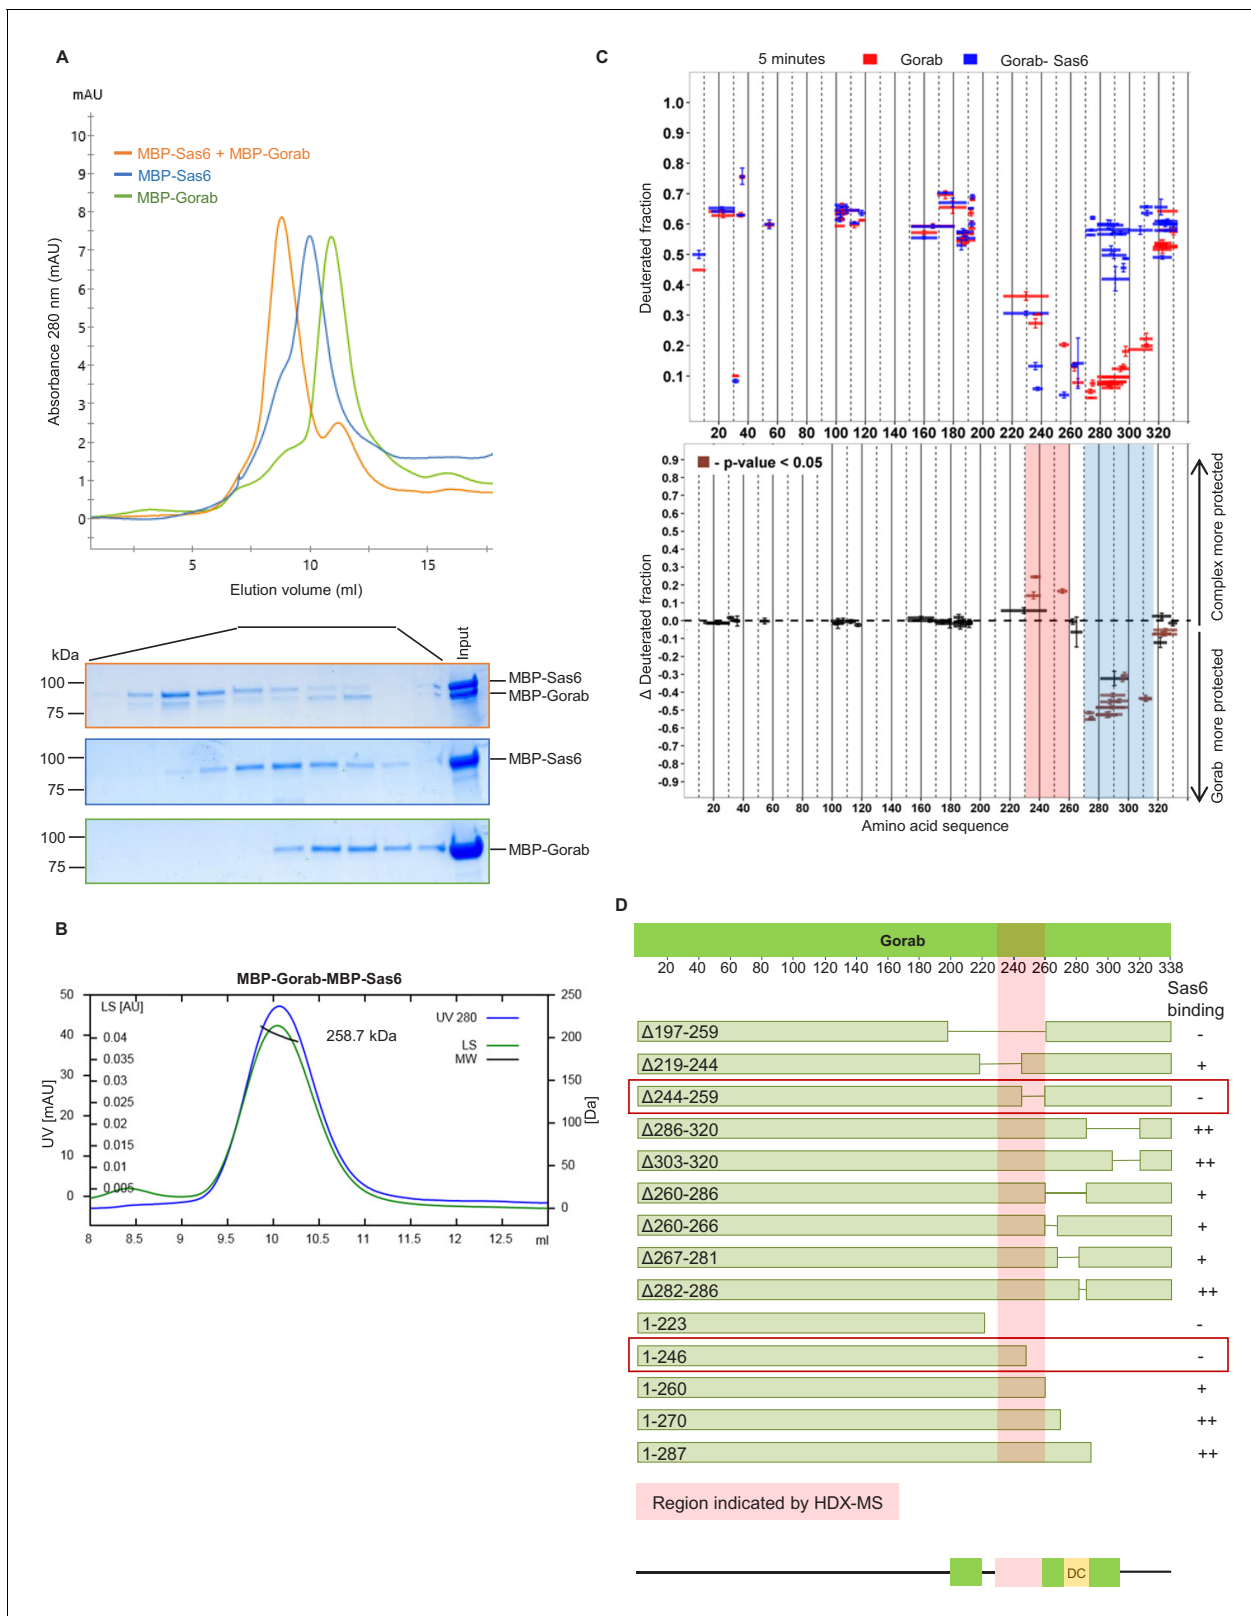 A
mAU
10
9
8
7
6
5
4
3
2
1
0
Absorbance 280 nm (mAU)
MBP-Sas6 + MBP-Gorab
MBP-Sas6
MBP-Gorab
5 10 15
Elution volume (ml)
kDa
Input
100
75
MBP-Sas6
MBP-Gorab
100
75
MBP-Sas6
100
75
MBP-Gorab
B
MBP-Gorab-MBP-Sas6
50
40
30
20
10
0
UV [mAU]
LS [AU]
0.04
0.035
0.03
0.025
0.02
0.015
0.01
0.005
UV 280
LS
MW
258.7 kDa
250
200
150
100
50
0
[Da]
8 8.5 9 9.5 10 10.5 11 11.5 12 12.5 ml
C
5 minutes Gorab Gorab- Sas6
1.0
0.9
0.8
0.7
0.6
0.5
0.4
0.3
0.2
0.1
Deuterated fraction
20 40 60 80 100 120 140 160 180 200 220 240 260 280 300 320
- p-value < 0.05
0.9
0.8
0.7
0.6
0.5
0.4
0.3
0.2
0.1
0.0
-0.1
-0.2
-0.3
-0.4
-0.5
-0.6
-0.7
-0.8
-0.9
Δ Deuterated fraction
Complex more protected
Gorab more protected
20 40 60 80 100 120 140 160 180 200 220 240 260 280 300 320
Amino acid sequence
D
Gorab
20 40 60 80 100 120 140 160 180 200 220 240 260 280 300 320 338
Sas6
binding
Δ197-259 -
Δ219-244 +
Δ244-259 -
Δ286-320 ++
Δ303-320 ++
Δ260-286 +
Δ260-266 +
Δ267-281 +
Δ282-286 ++
1-223 -
1-246 -
1-260 +
1-270 ++
1-287 ++
Region indicated by HDX-MS
DC